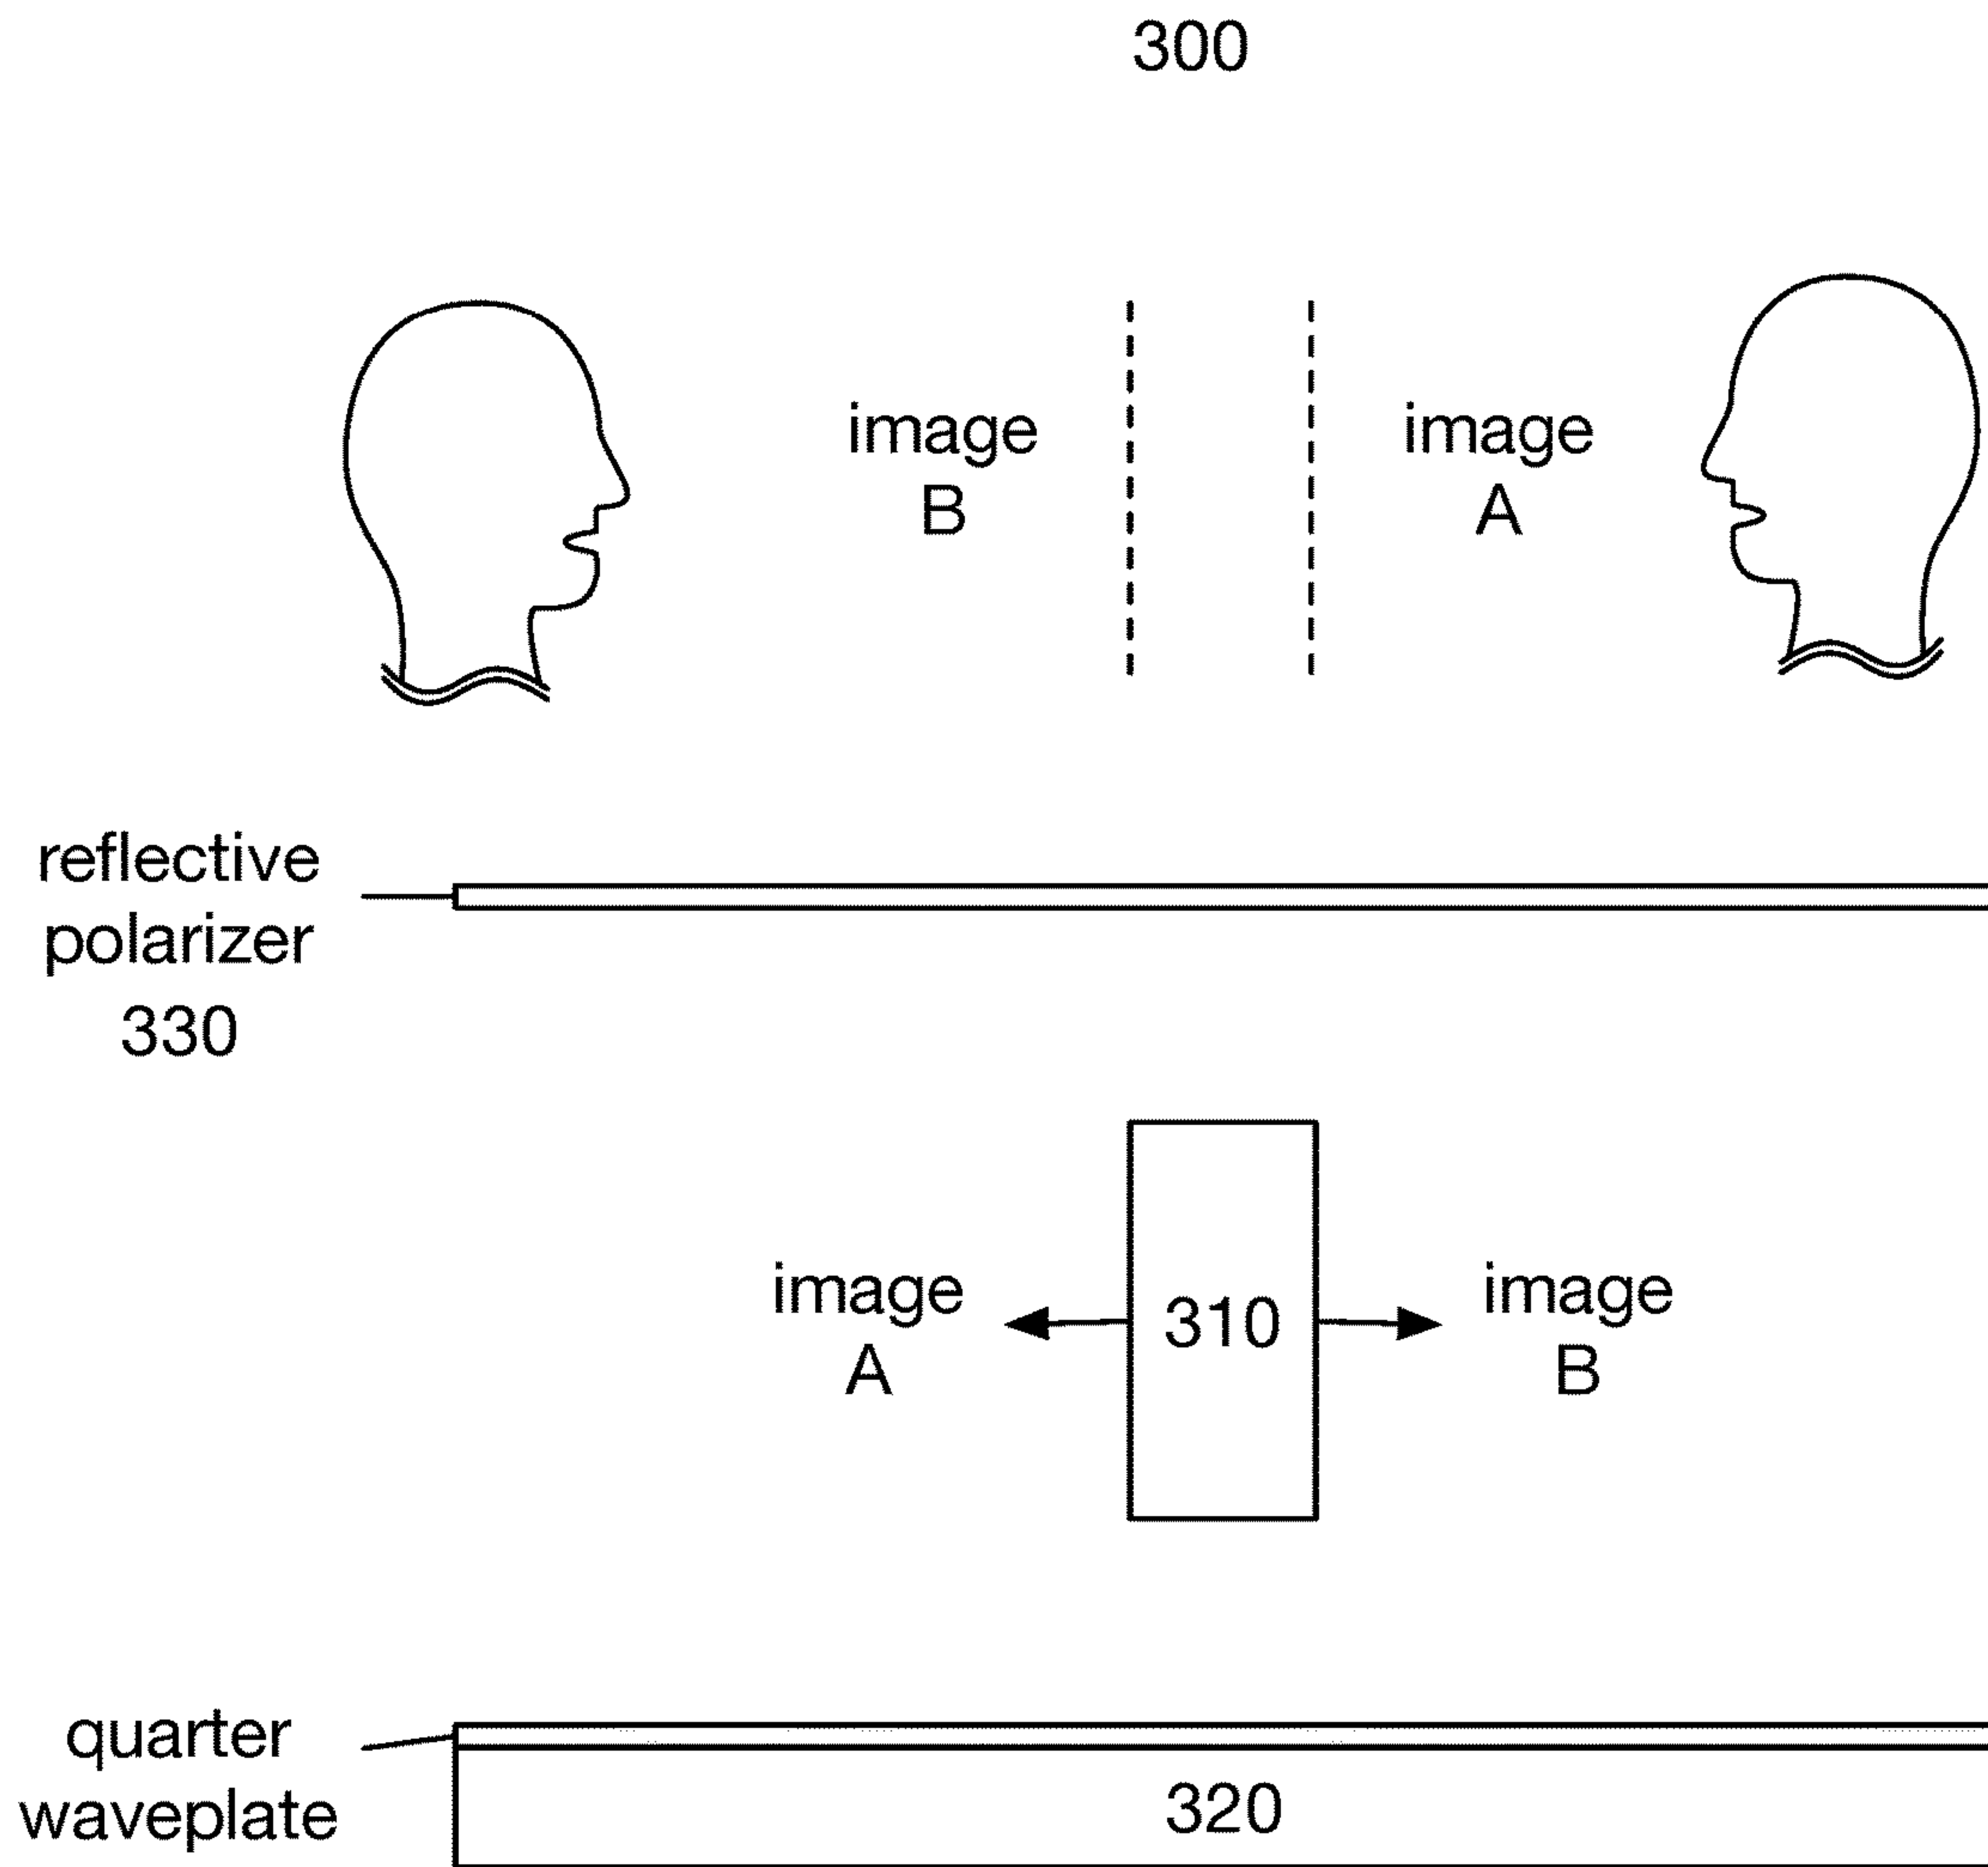 300
image
B
image
A
reflective
polarizer
330
image
A
310
image
B
quarter
waveplate
320